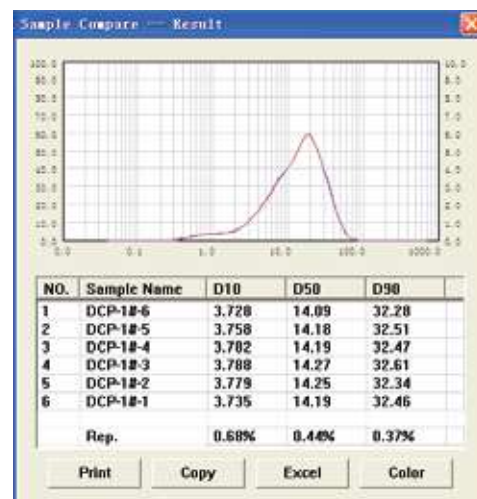 Sample Compare -- Result
100.0
10.0
0.0
0.1
1.0
10.0
100.0
1000.0
NO. Sample Name D10 D50 D90
1 DCP-1#-6 3.728 14.09 32.28
2 DCP-1#-5 3.758 14.18 32.51
3 DCP-1#-4 3.782 14.19 32.47
4 DCP-1#-3 3.788 14.27 32.61
5 DCP-1#-2 3.779 14.25 32.34
6 DCP-1#-1 3.735 14.19 32.46
Rep. 0.68% 0.44% 0.37%
Print Copy Excel Color